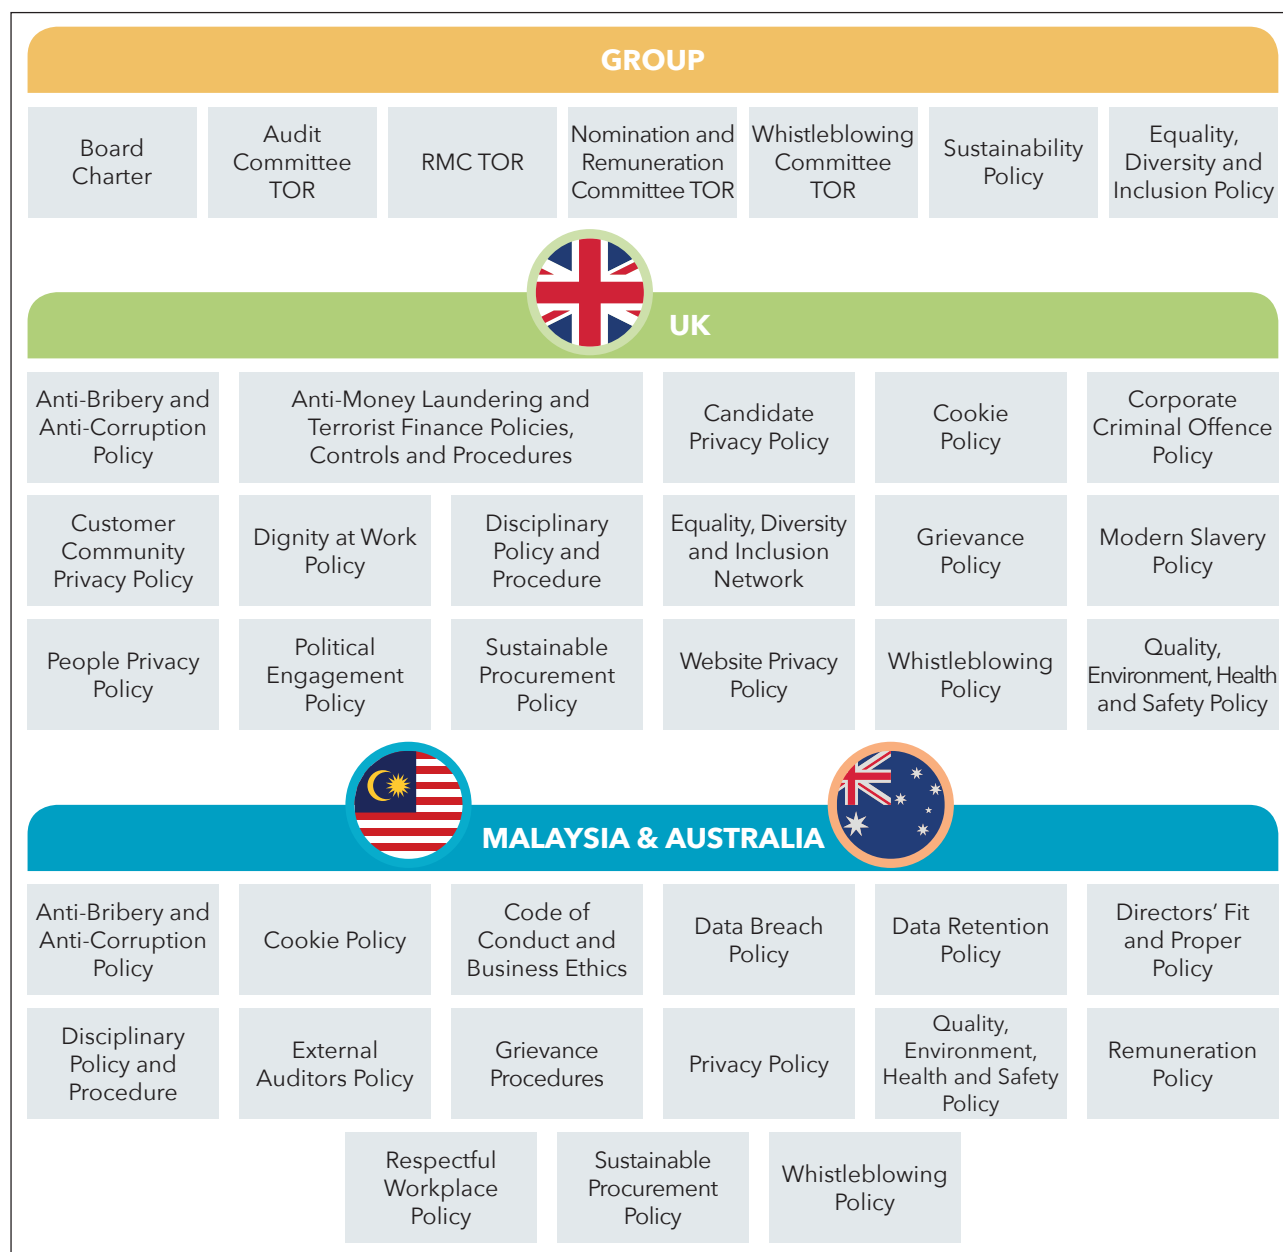 GROUP
Board
Charter
Audit
Committee
TOR
RMC TOR
Nomination and
Remuneration
Committee TOR
Whistleblowing
Committee
TOR
Sustainability
Policy
Equality,
Diversity and
Inclusion Policy
UK
Anti-Bribery and
Anti-Corruption
Policy
Anti-Money Laundering and
Terrorist Finance Policies,
Controls and Procedures
Candidate
Privacy Policy
Cookie
Policy
Corporate
Criminal Offence
Policy
Customer
Community
Privacy Policy
Dignity at Work
Policy
Disciplinary
Policy and
Procedure
Equality, Diversity
and Inclusion
Network
Grievance
Policy
Modern Slavery
Policy
People Privacy
Policy
Political
Engagement
Policy
Sustainable
Procurement
Policy
Website Privacy
Policy
Whistleblowing
Policy
Quality,
Environment, Health
and Safety Policy
MALAYSIA & AUSTRALIA
Anti-Bribery and
Anti-Corruption
Policy
Cookie Policy
Code of
Conduct and
Business Ethics
Data Breach
Policy
Data Retention
Policy
Directors’ Fit
and Proper
Policy
Disciplinary
Policy and
Procedure
External
Auditors Policy
Grievance
Procedures
Privacy Policy
Quality,
Environment,
Health and Safety
Policy
Remuneration
Policy
Respectful
Workplace
Policy
Sustainable
Procurement
Policy
Whistleblowing
Policy